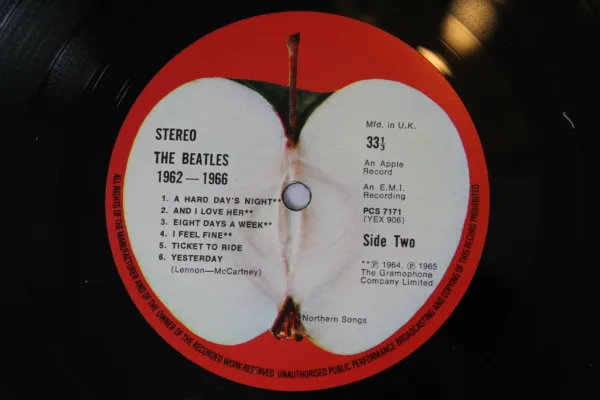 STEREO
THE BEATLES
1962 — 1966
1. A HARD DAY'S NIGHT**
2. AND I LOVE HER**
3. EIGHT DAYS A WEEK**
4. I FEEL FINE**
5. TICKET TO RIDE
6. YESTERDAY
(Lennon—McCartney)
Mfd. in U.K.
33⅓
An Apple
Record
An E.M.I.
Recording
PCS 7171
(YEX 906)
Side Two
**℗ 1964, ℗ 1965
The Gramophone
Company Limited
Northern Songs
ALL RIGHTS OF THE MANUFACTURER AND OF THE OWNER OF THE RECORDED WORK RESERVED UNAUTHORISED PUBLIC PERFORMANCE BROADCASTING AND COPYING OF THIS RECORD PROHIBITED